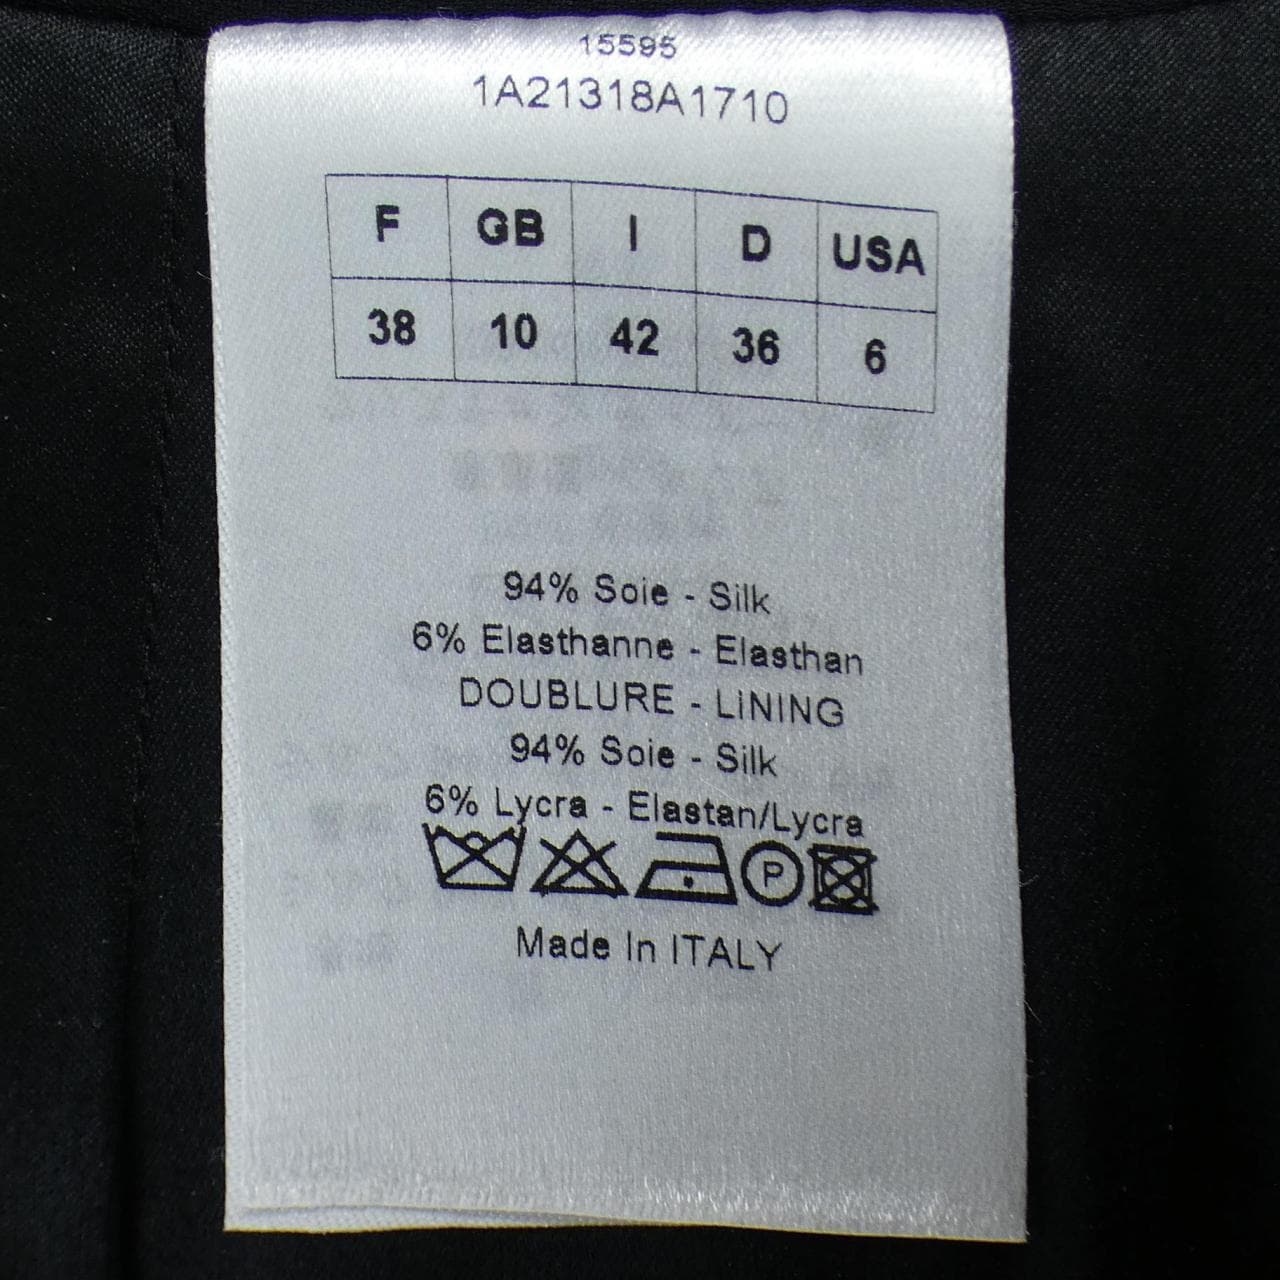 15595
1A21318A1710
F GB I D USA
38 10 42 36 6
94% Soie - Silk
6% Elasthanne - Elasthan
DOUBLURE - LiNING
94% Soie - Silk
6% Lycra - Elastan/Lycra
P
Made In ITALY